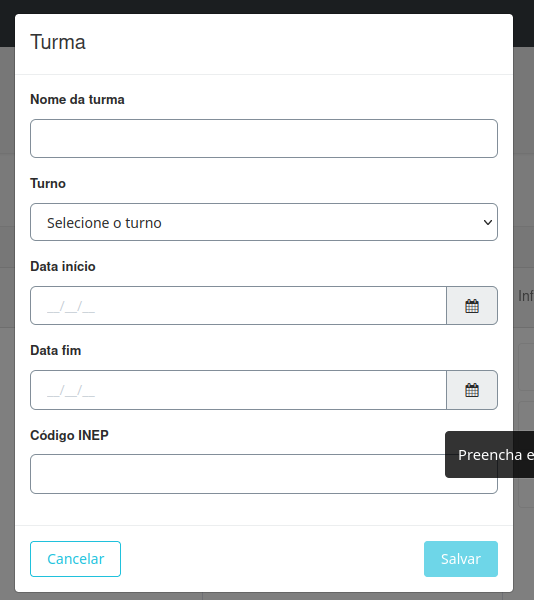 Turma
Nome da turma
Turno
Selecione o turno
Data início
__/__/__
Inf
Data fim
__/__/__
Código INEP
Preencha e
Cancelar
Salvar